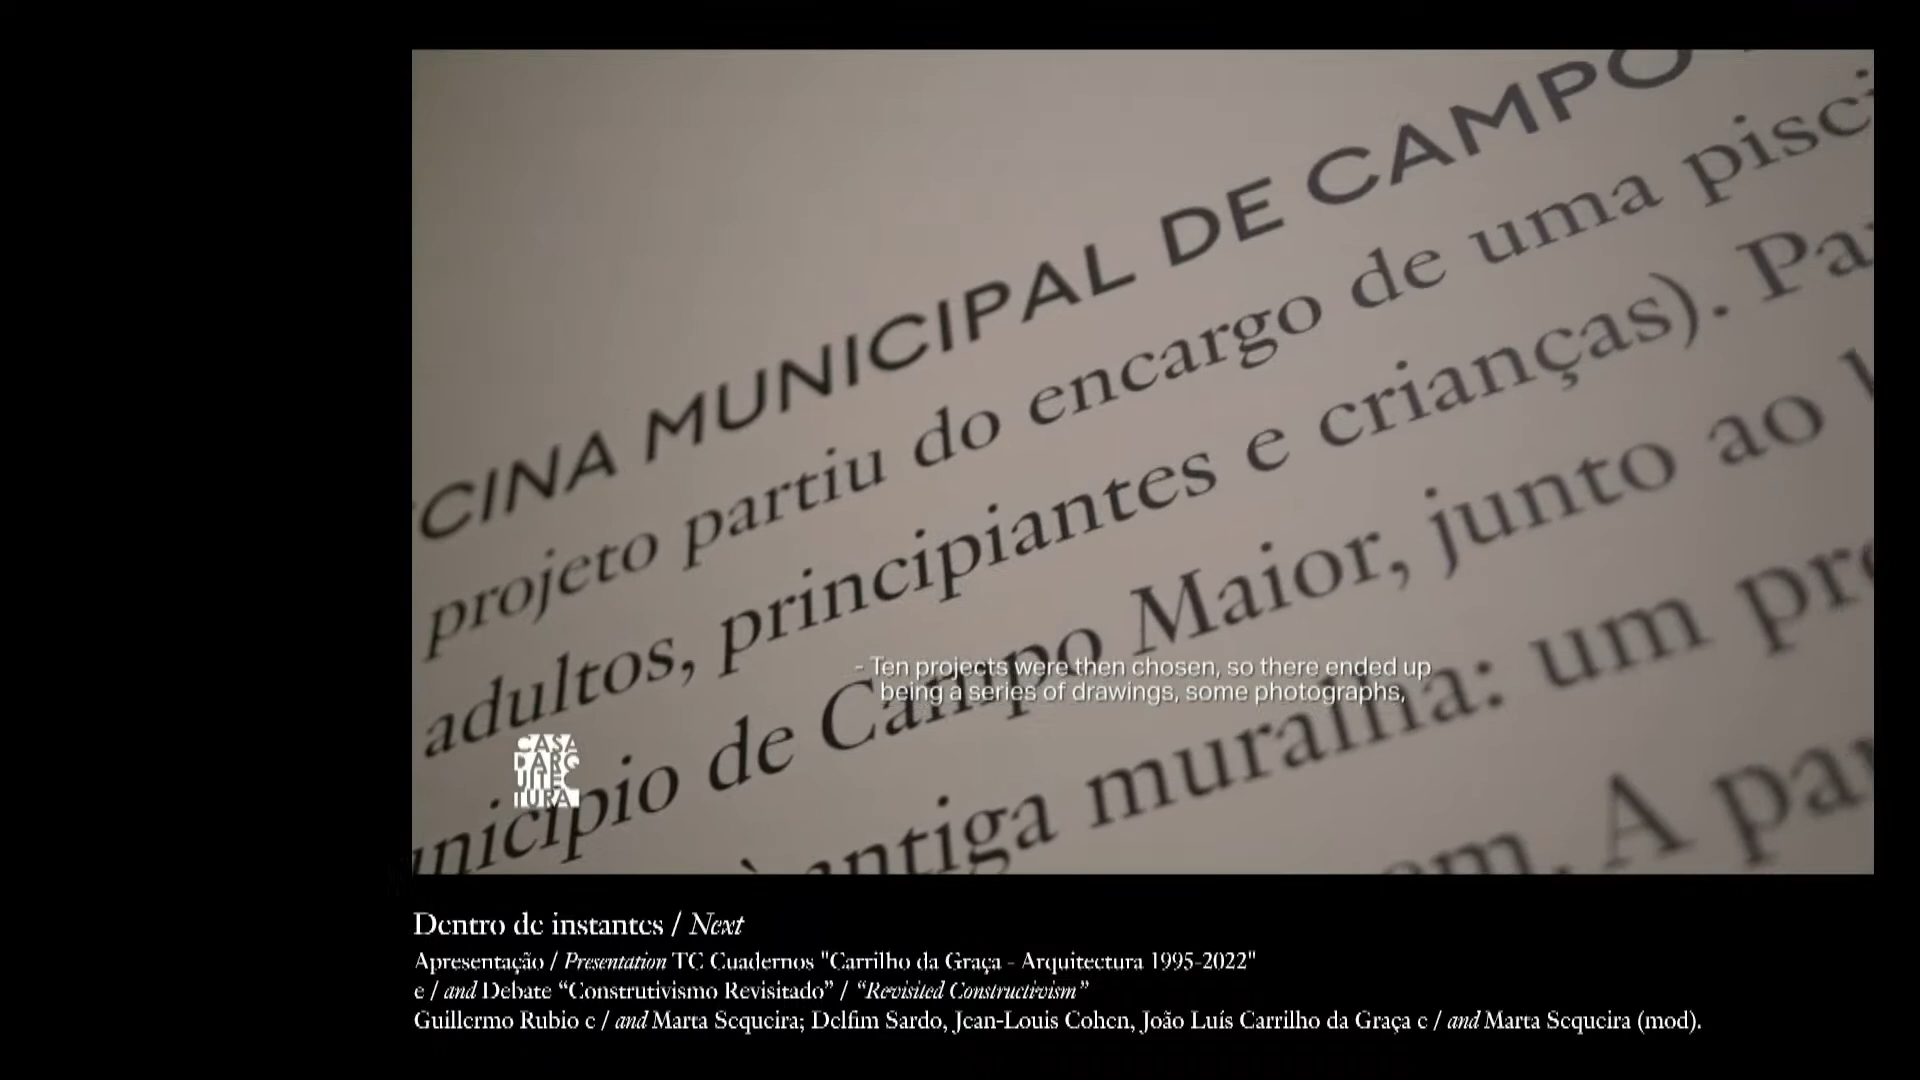 CINA MUNICIPAL DE CAMPO
projeto partiu do encargo de uma pisci
adultos, principiantes e crianças). Pa
nicípio de Campo Maior, junto ao
à antiga muralha: um pro
em. A pa
- Ten projects were then chosen, so there ended up
being a series of drawings, some photographs,
CASA
DARQ
UITEC
TURA
Dentro de instantes / Next
Apresentação / Presentation TC Cuadernos "Carrilho da Graça - Arquitectura 1995-2022"
e / and Debate “Construtivismo Revisitado” / “Revisited Constructivism”
Guillermo Rubio e / and Marta Sequeira; Delfim Sardo, Jean-Louis Cohen, João Luís Carrilho da Graça e / and Marta Sequeira (mod).